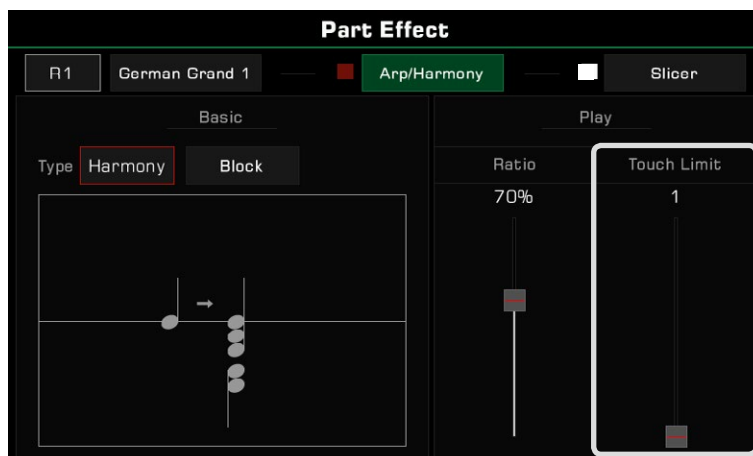 Part Effect
R1 German Grand 1 Arp/Harmony Slicer
Basic
Type Harmony Block
Play
Ratio Touch Limit
70% 1